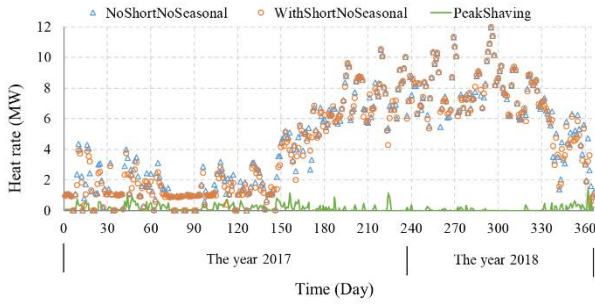 NoShortNoSeasonal WithShortNoSeasonal PeakShaving
12
10
8
6
4
2
0
Heat rate (MW)
0 30 60 90 120 150 180 210 240 270 300 330 360
The year 2017 The year 2018
Time (Day)